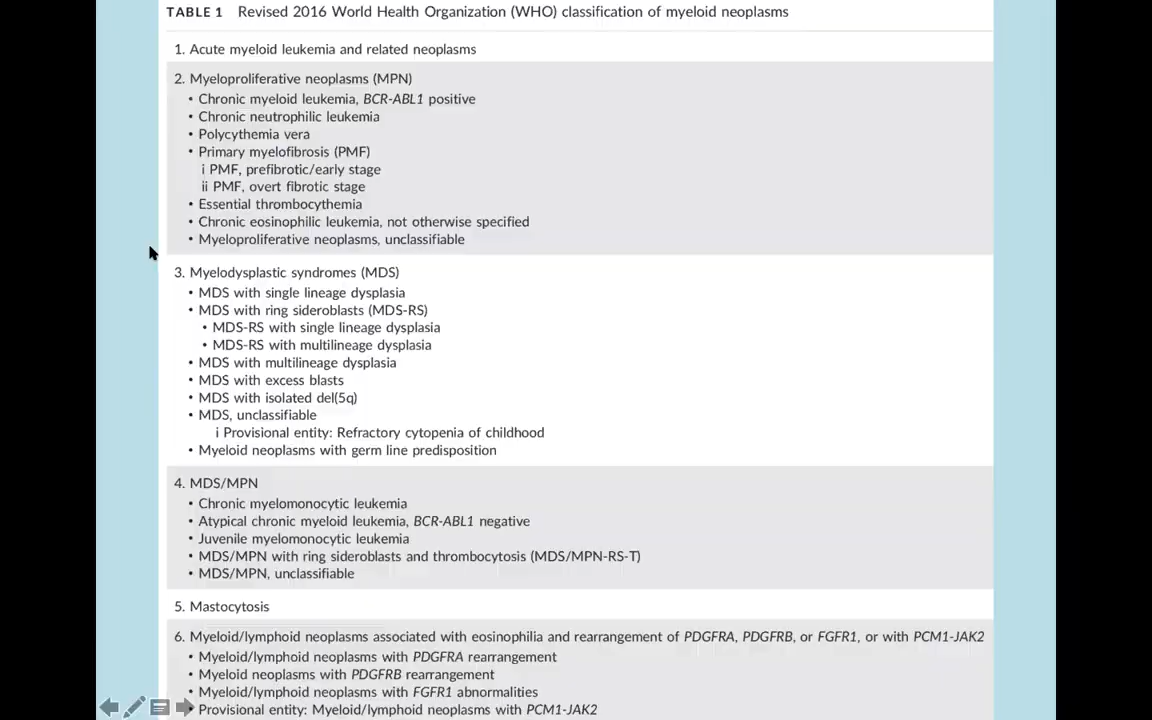 TABLE 1 Revised 2016 World Health Organization (WHO) classification of myeloid neoplasms
1. Acute myeloid leukemia and related neoplasms
2. Myeloproliferative neoplasms (MPN)
• Chronic myeloid leukemia, BCR-ABL1 positive
• Chronic neutrophilic leukemia
• Polycythemia vera
• Primary myelofibrosis (PMF)
i PMF, prefibrotic/early stage
ii PMF, overt fibrotic stage
• Essential thrombocythemia
• Chronic eosinophilic leukemia, not otherwise specified
• Myeloproliferative neoplasms, unclassifiable
3. Myelodysplastic syndromes (MDS)
• MDS with single lineage dysplasia
• MDS with ring sideroblasts (MDS-RS)
• MDS-RS with single lineage dysplasia
• MDS-RS with multilineage dysplasia
• MDS with multilineage dysplasia
• MDS with excess blasts
• MDS with isolated del(5q)
• MDS, unclassifiable
i Provisional entity: Refractory cytopenia of childhood
• Myeloid neoplasms with germ line predisposition
4. MDS/MPN
• Chronic myelomonocytic leukemia
• Atypical chronic myeloid leukemia, BCR-ABL1 negative
• Juvenile myelomonocytic leukemia
• MDS/MPN with ring sideroblasts and thrombocytosis (MDS/MPN-RS-T)
• MDS/MPN, unclassifiable
5. Mastocytosis
6. Myeloid/lymphoid neoplasms associated with eosinophilia and rearrangement of PDGFRA, PDGFRB, or FGFR1, or with PCM1-JAK2
• Myeloid/lymphoid neoplasms with PDGFRA rearrangement
• Myeloid neoplasms with PDGFRB rearrangement
• Myeloid/lymphoid neoplasms with FGFR1 abnormalities
• Provisional entity: Myeloid/lymphoid neoplasms with PCM1-JAK2